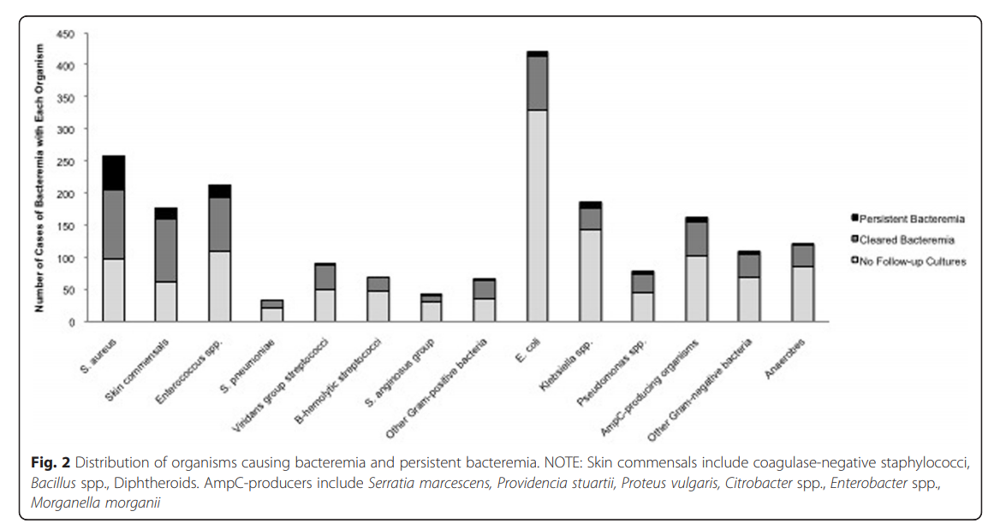 Number of Cases of Bacteremia with Each Organism
450
400
350
300
250
200
150
100
50
0
S. aureus
Skin commensals
Enterococcus spp.
S. pneumoniae
Viridans group streptococci
B-hemolytic streptococci
S. anginosus group
Other Gram-positive bacteria
E. coli
Klebsiella spp.
Pseudomonas spp.
AmpC-producing organisms
Other Gram-negative bacteria
Anaerobes
Persistent Bacteremia
Cleared Bacteremia
No Follow-up Cultures
Fig. 2 Distribution of organisms causing bacteremia and persistent bacteremia. NOTE: Skin commensals include coagulase-negative staphylococci,
Bacillus spp., Diphtheroids. AmpC-producers include Serratia marcescens, Providencia stuartii, Proteus vulgaris, Citrobacter spp., Enterobacter spp.,
Morganella morganii